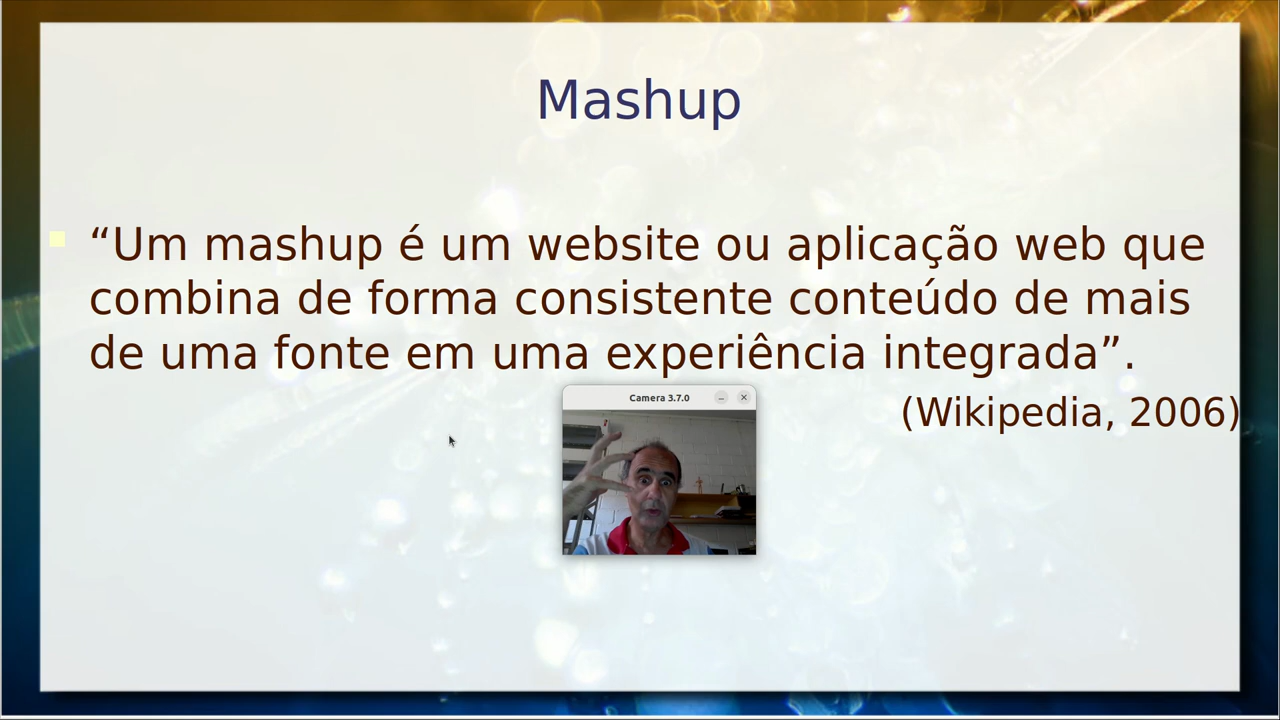 Mashup
“Um mashup é um website ou aplicação web que
combina de forma consistente conteúdo de mais
de uma fonte em uma experiência integrada”.
(Wikipedia, 2006)
Camera 3.7.0